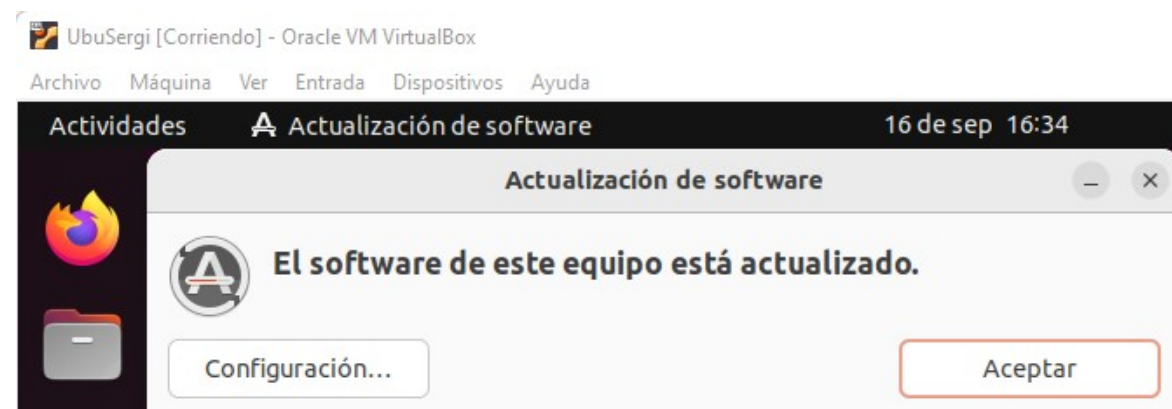 UbuSergi [Corriendo] - Oracle VM VirtualBox
Archivo Máquina Ver Entrada Dispositivos Ayuda
Actividades Actualización de software 16 de sep 16:34
Actualización de software
El software de este equipo está actualizado.
Configuración... Aceptar